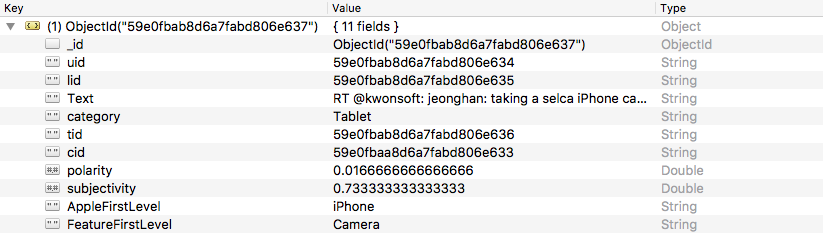 Key Value Type
(1) ObjectId("59e0fbab8d6a7fabd806e637") { 11 fields } Object
_id ObjectId("59e0fbab8d6a7fabd806e637") ObjectId
"" uid 59e0fbab8d6a7fabd806e634 String
"" lid 59e0fbab8d6a7fabd806e635 String
"" Text RT @kwonsoft: jeonghan: taking a selca iPhone ca... String
"" category Tablet String
"" tid 59e0fbab8d6a7fabd806e636 String
"" cid 59e0fbaa8d6a7fabd806e633 String
#.# polarity 0.0166666666666666 Double
#.# subjectivity 0.733333333333333 Double
"" AppleFirstLevel iPhone String
"" FeatureFirstLevel Camera String